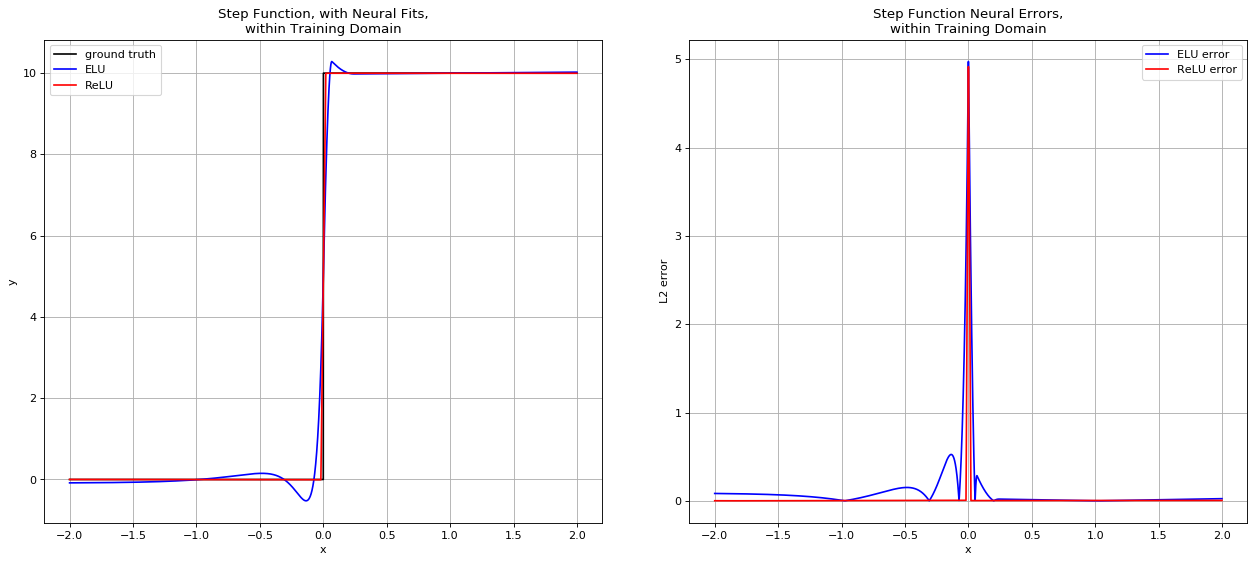 Step Function, with Neural Fits,
within Training Domain
ground truth
ELU
ReLU
10
8
6
4
2
0
y
−2.0 −1.5 −1.0 −0.5 0.0 0.5 1.0 1.5 2.0
x
Step Function Neural Errors,
within Training Domain
ELU error
ReLU error
5
4
3
2
1
0
L2 error
−2.0 −1.5 −1.0 −0.5 0.0 0.5 1.0 1.5 2.0
x